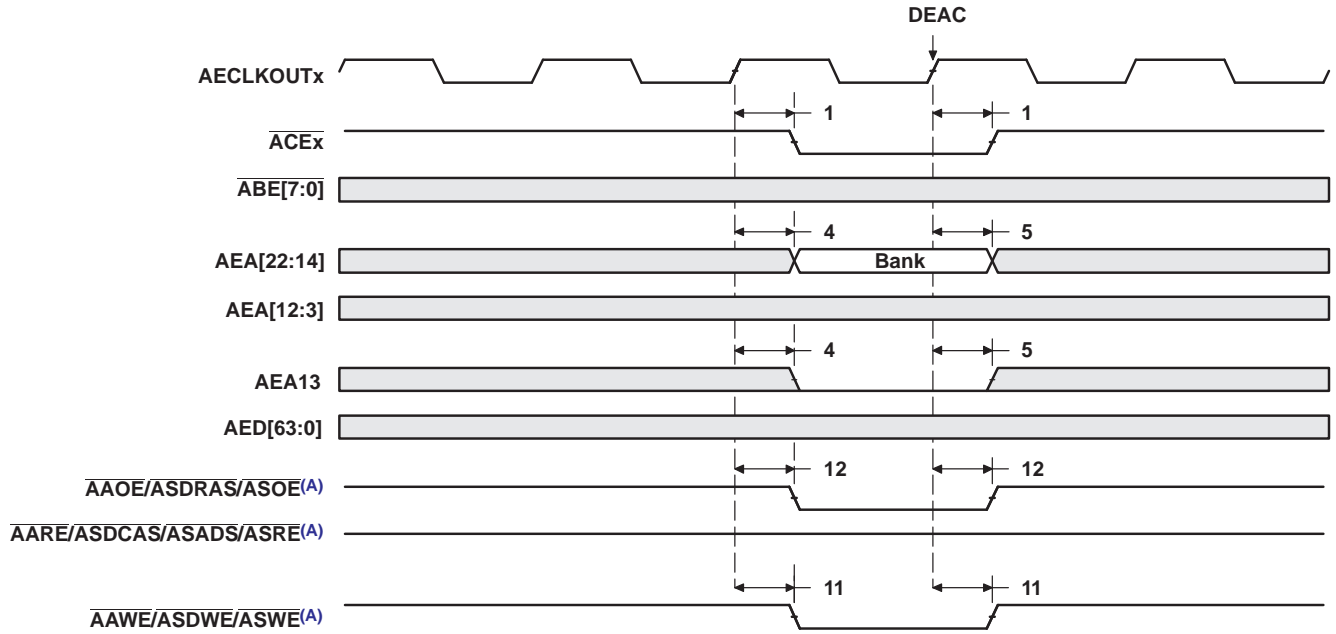 DEAC
AECLKOUTx
1 1
ACEx
ABE[7:0]
4 5
AEA[22:14] Bank
AEA[12:3]
4 5
AEA13
AED[63:0]
12 12
AAOE/ASDRAS/ASOE(A)
AARE/ASDCAS/ASADS/ASRE(A)
11 11
AAWE/ASDWE/ASWE(A)